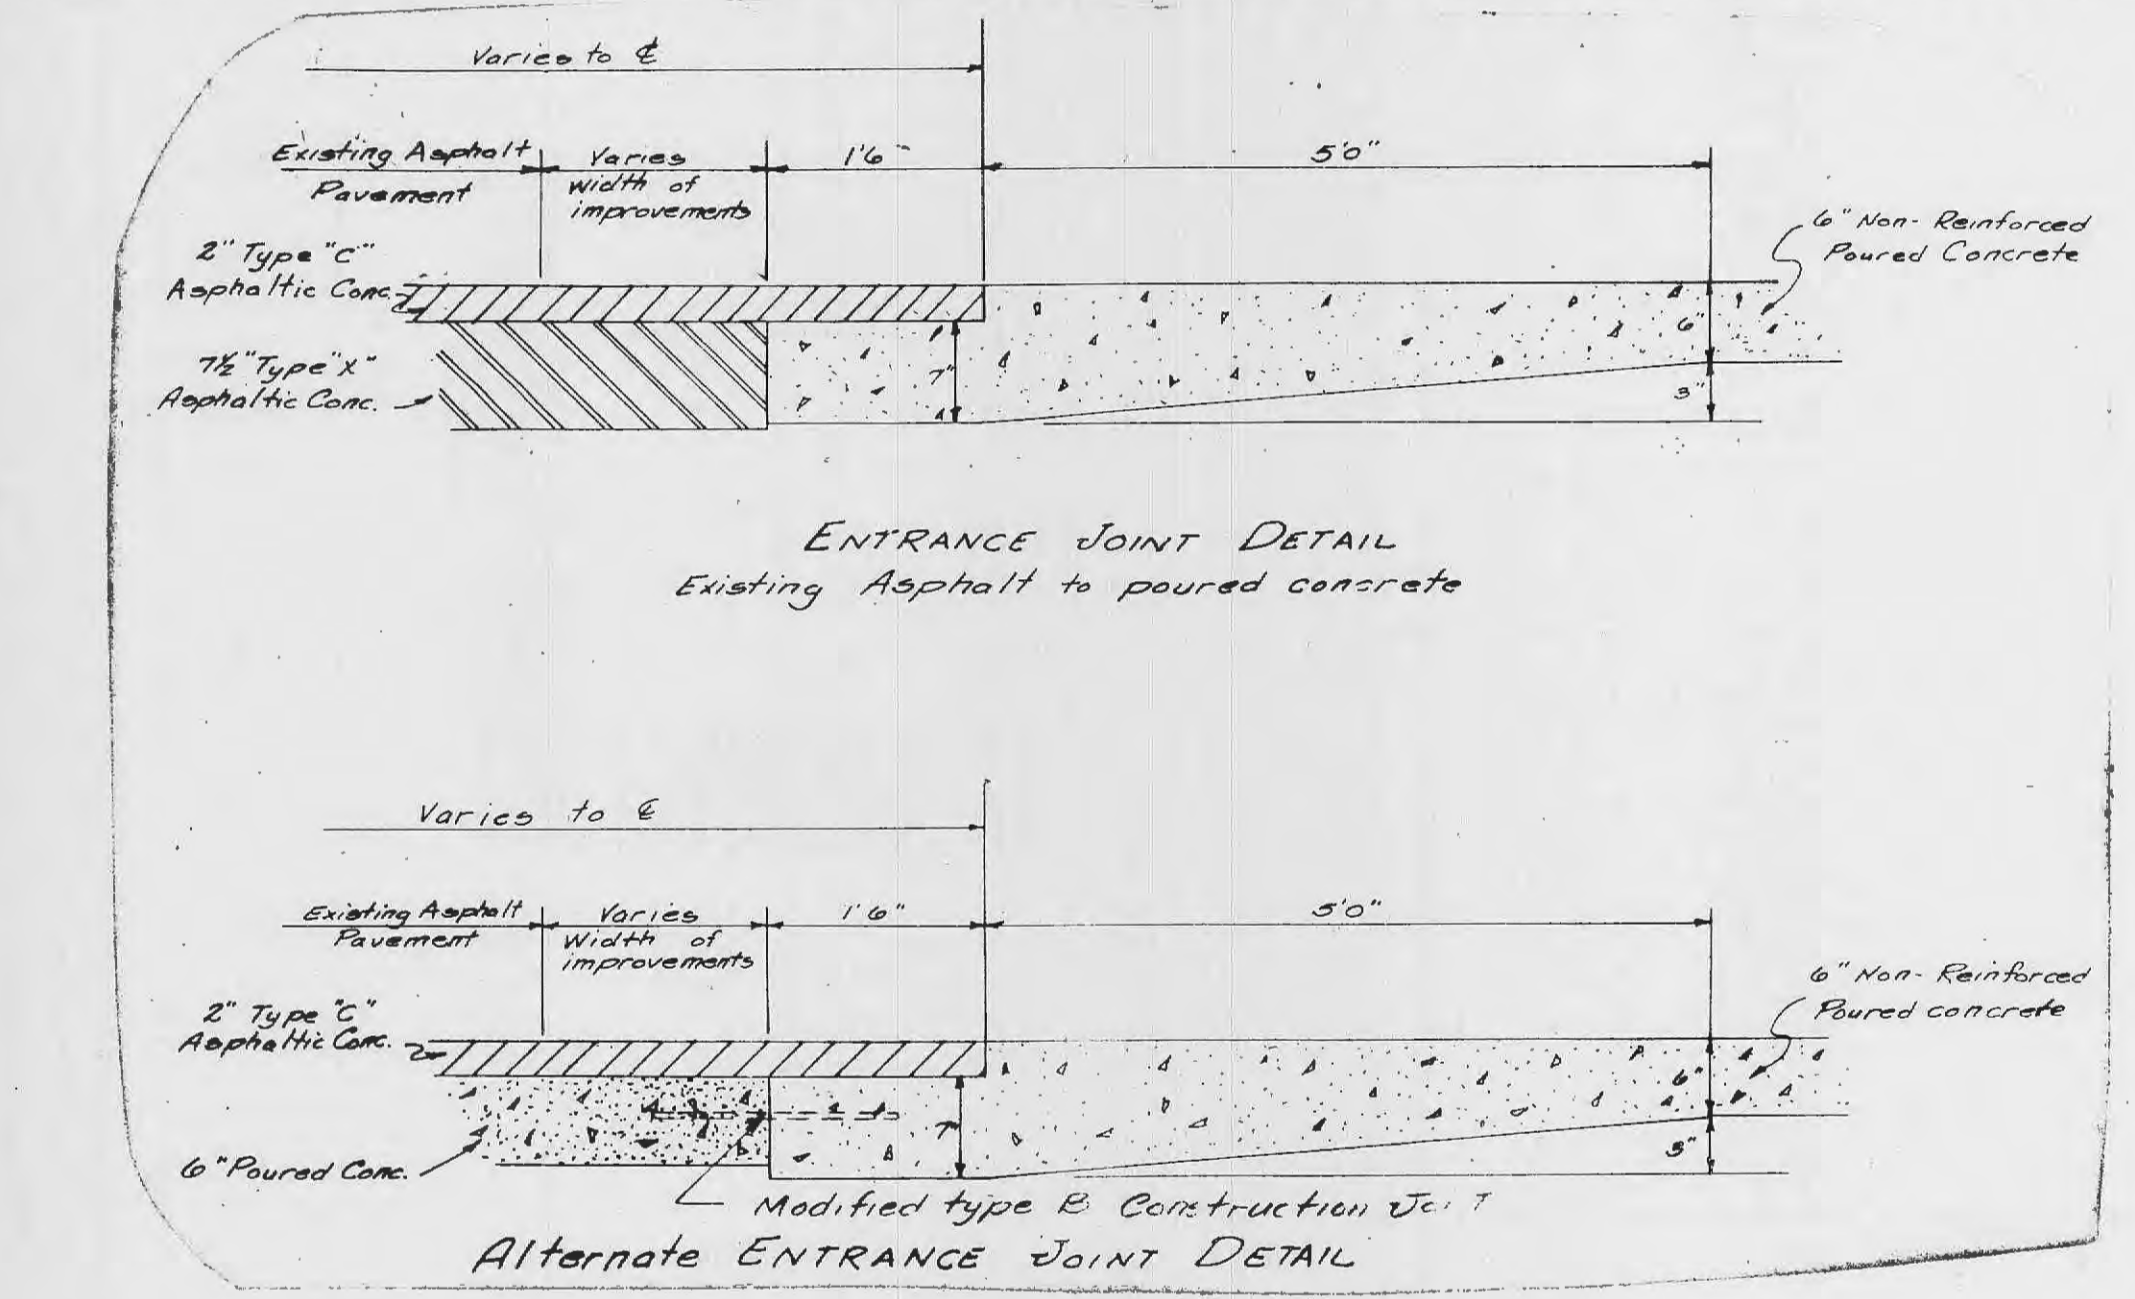 Varies to ℄
Existing Asphalt
Pavement
Varies
Width of
improvements
1'6"
5'0"
6" Non-Reinforced
Poured Concrete
2" Type "C"
Asphaltic Conc.
7½" Type "X"
Asphaltic Conc.
7"
6"
3"
ENTRANCE JOINT DETAIL
Existing Asphalt to poured concrete
Varies to ℄
Existing Asphalt
Pavement
Varies
Width of
improvements
1'6"
5'0"
6" Non-Reinforced
Poured concrete
2" Type "C"
Asphaltic Conc.
6" Poured Conc.
7"
6"
3"
Modified type B Construction Joint
Alternate ENTRANCE JOINT DETAIL